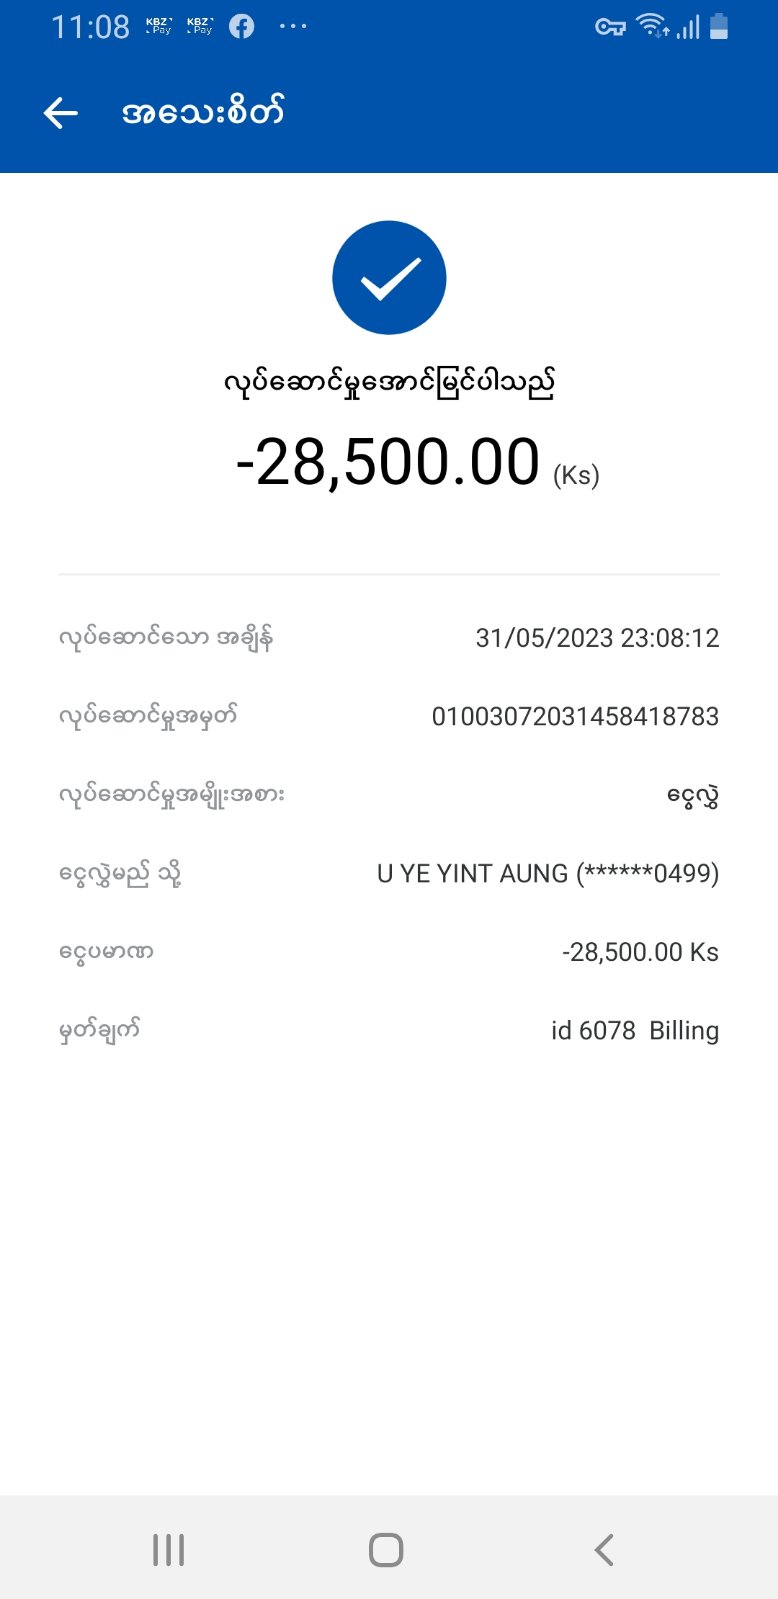 11:08 KBZ Pay KBZ Pay
အသေးစိတ်
လုပ်ဆောင်မှုအောင်မြင်ပါသည်
-28,500.00 (Ks)
လုပ်ဆောင်သော အချိန် 31/05/2023 23:08:12
လုပ်ဆောင်မှုအမှတ် 01003072031458418783
လုပ်ဆောင်မှုအမျိုးအစား ငွေလွှဲ
ငွေလွှဲမည် သို့ U YE YINT AUNG (******0499)
ငွေပမာဏ -28,500.00 Ks
မှတ်ချက် id 6078  Billing